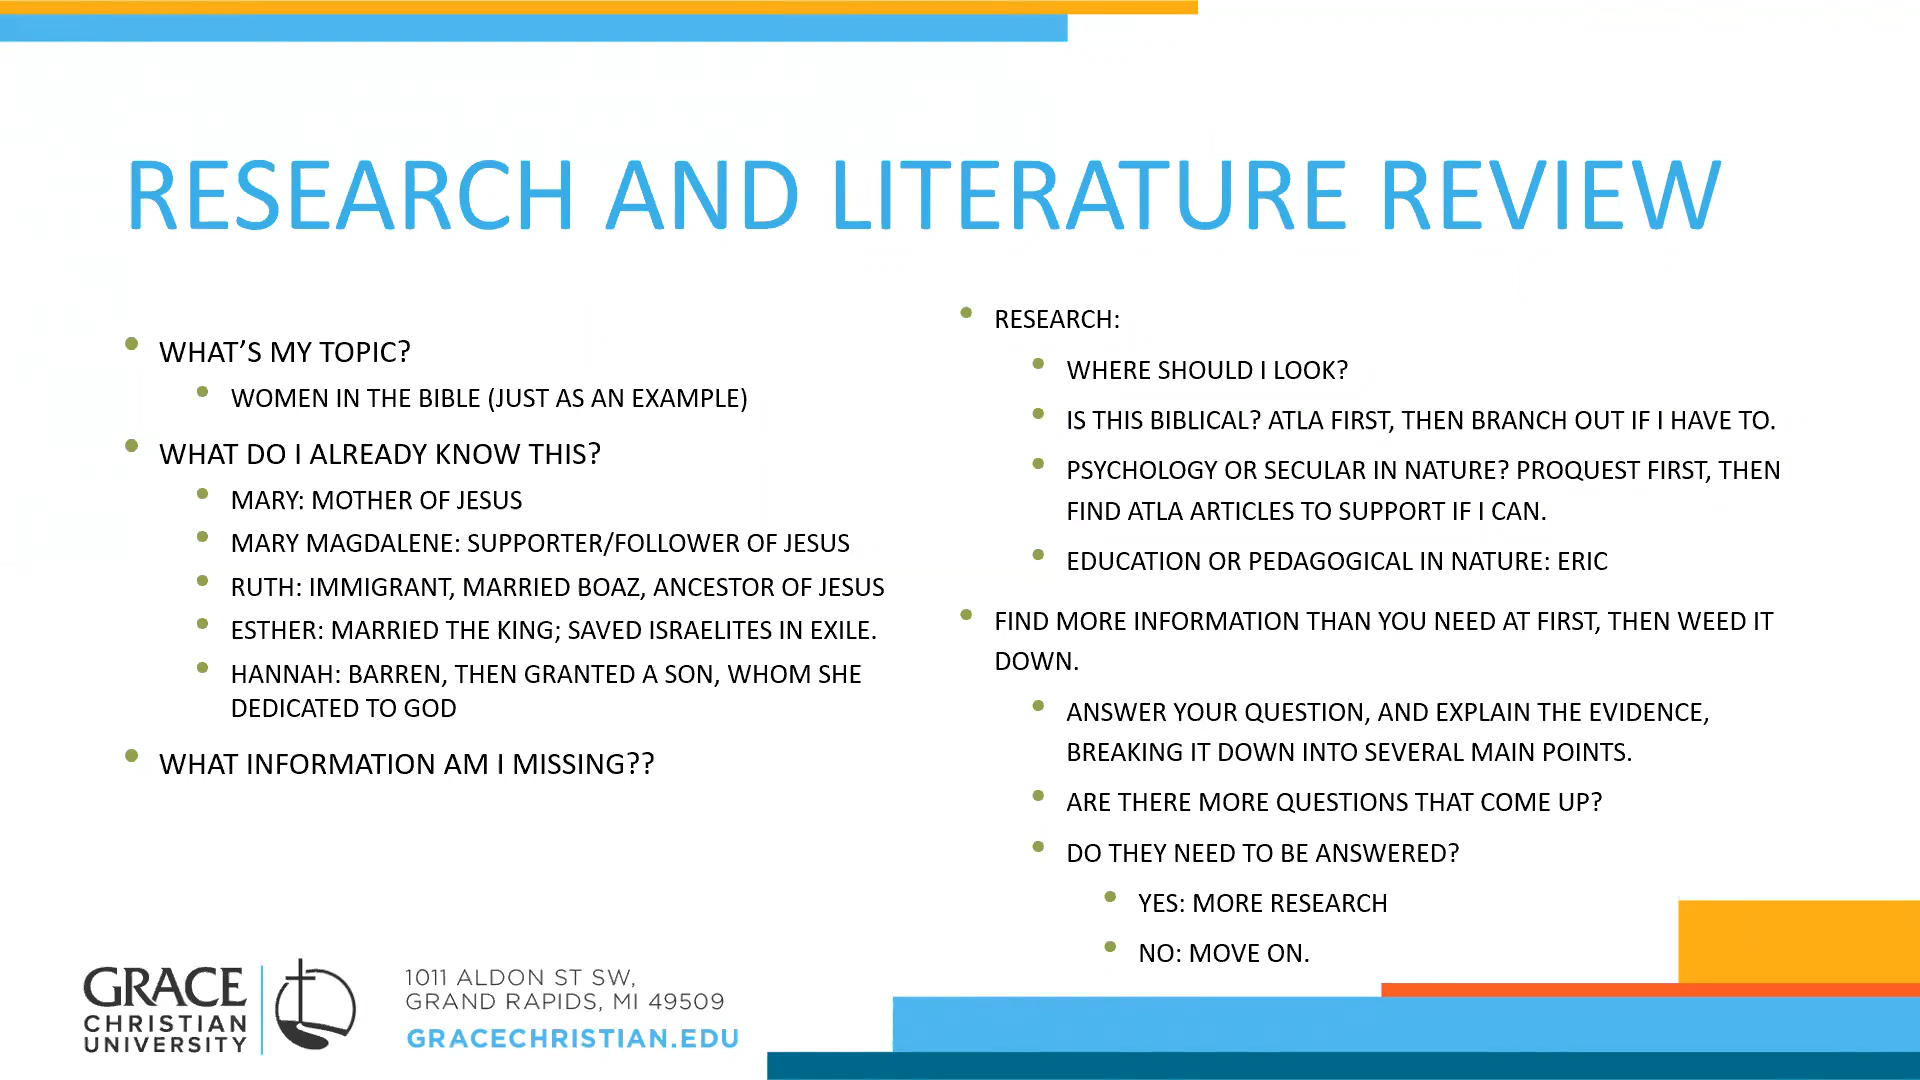 RESEARCH AND LITERATURE REVIEW
• WHAT’S MY TOPIC?
• WOMEN IN THE BIBLE (JUST AS AN EXAMPLE)
• WHAT DO I ALREADY KNOW THIS?
• MARY: MOTHER OF JESUS
• MARY MAGDALENE: SUPPORTER/FOLLOWER OF JESUS
• RUTH: IMMIGRANT, MARRIED BOAZ, ANCESTOR OF JESUS
• ESTHER: MARRIED THE KING; SAVED ISRAELITES IN EXILE.
• HANNAH: BARREN, THEN GRANTED A SON, WHOM SHE
DEDICATED TO GOD
• WHAT INFORMATION AM I MISSING??
• RESEARCH:
• WHERE SHOULD I LOOK?
• IS THIS BIBLICAL? ATLA FIRST, THEN BRANCH OUT IF I HAVE TO.
• PSYCHOLOGY OR SECULAR IN NATURE? PROQUEST FIRST, THEN
FIND ATLA ARTICLES TO SUPPORT IF I CAN.
• EDUCATION OR PEDAGOGICAL IN NATURE: ERIC
• FIND MORE INFORMATION THAN YOU NEED AT FIRST, THEN WEED IT
DOWN.
• ANSWER YOUR QUESTION, AND EXPLAIN THE EVIDENCE,
BREAKING IT DOWN INTO SEVERAL MAIN POINTS.
• ARE THERE MORE QUESTIONS THAT COME UP?
• DO THEY NEED TO BE ANSWERED?
• YES: MORE RESEARCH
• NO: MOVE ON.
GRACE
CHRISTIAN
UNIVERSITY
1011 ALDON ST SW,
GRAND RAPIDS, MI 49509
GRACECHRISTIAN.EDU